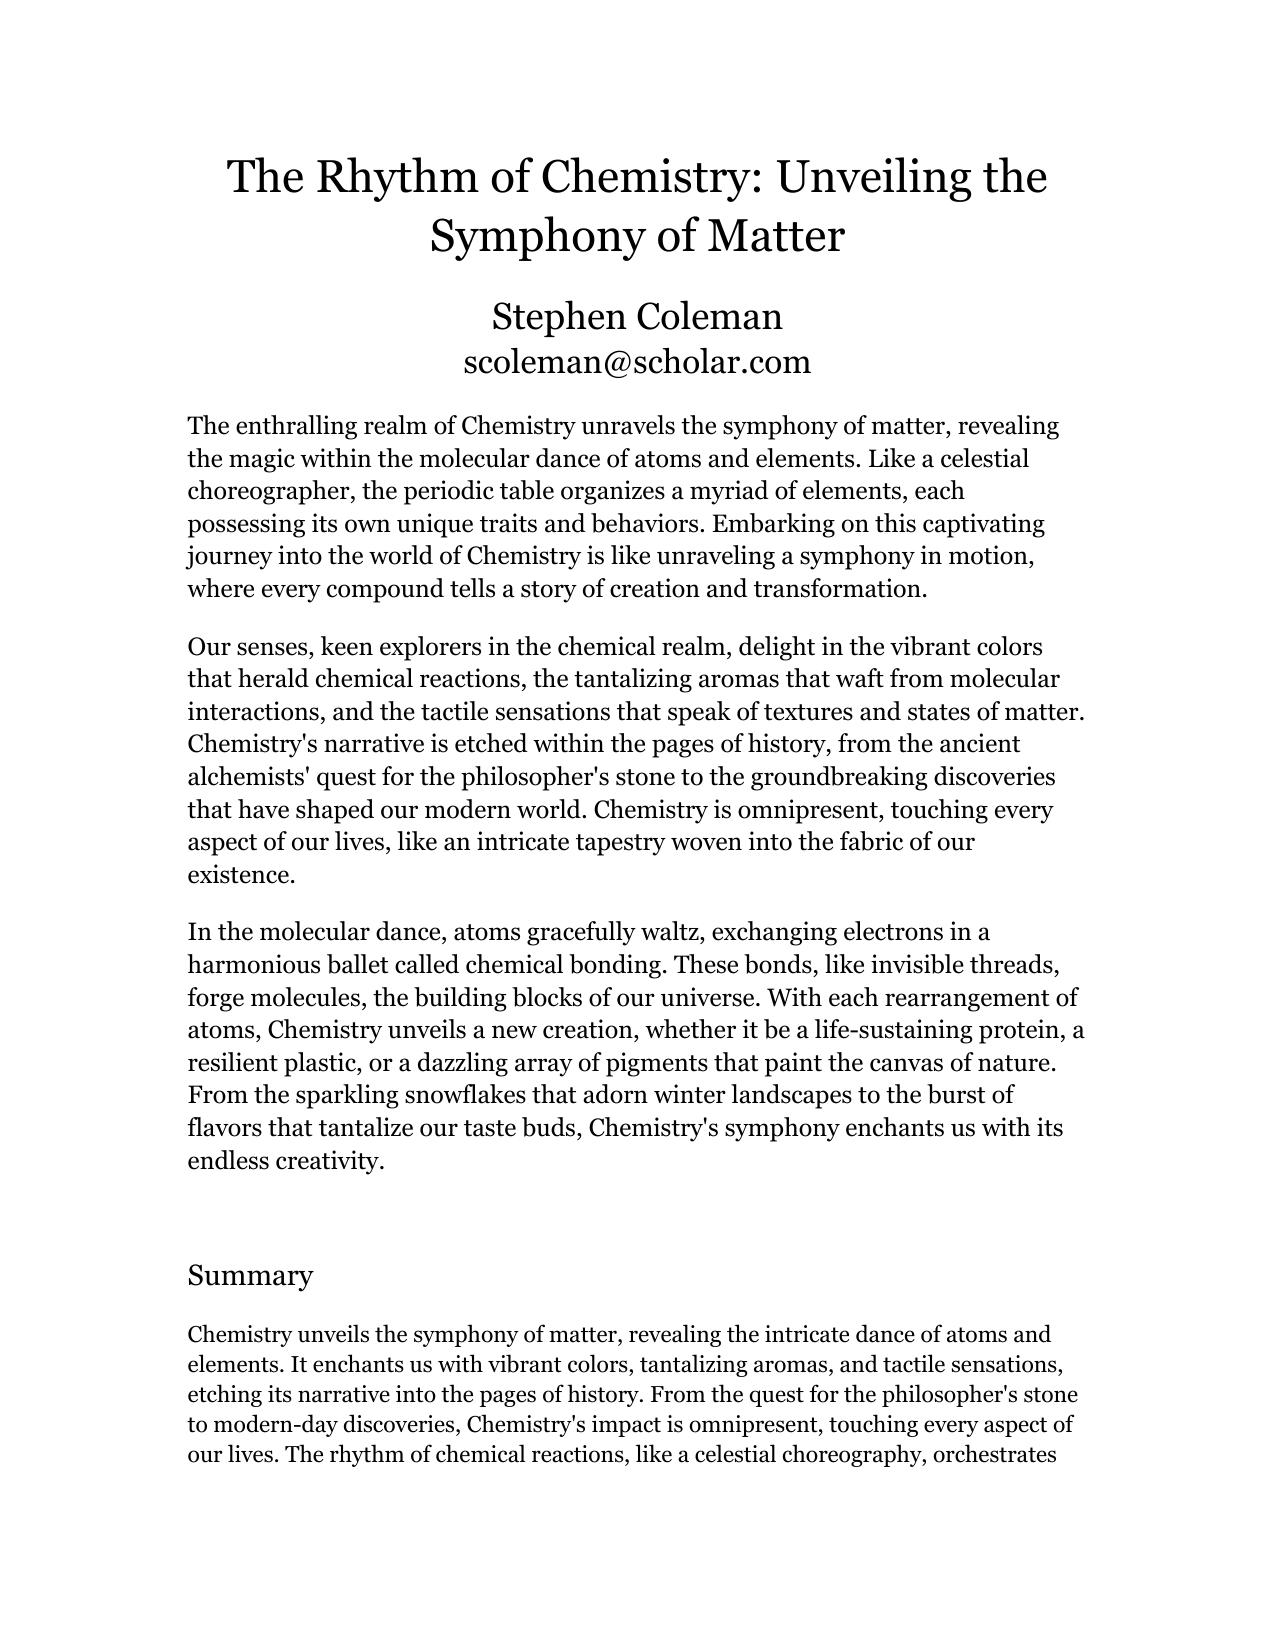 The Rhythm of Chemistry: Unveiling the
Symphony of Matter
Stephen Coleman
scoleman@scholar.com
The enthralling realm of Chemistry unravels the symphony of matter, revealing
the magic within the molecular dance of atoms and elements. Like a celestial
choreographer, the periodic table organizes a myriad of elements, each
possessing its own unique traits and behaviors. Embarking on this captivating
journey into the world of Chemistry is like unraveling a symphony in motion,
where every compound tells a story of creation and transformation.
Our senses, keen explorers in the chemical realm, delight in the vibrant colors
that herald chemical reactions, the tantalizing aromas that waft from molecular
interactions, and the tactile sensations that speak of textures and states of matter.
Chemistry's narrative is etched within the pages of history, from the ancient
alchemists' quest for the philosopher's stone to the groundbreaking discoveries
that have shaped our modern world. Chemistry is omnipresent, touching every
aspect of our lives, like an intricate tapestry woven into the fabric of our
existence.
In the molecular dance, atoms gracefully waltz, exchanging electrons in a
harmonious ballet called chemical bonding. These bonds, like invisible threads,
forge molecules, the building blocks of our universe. With each rearrangement of
atoms, Chemistry unveils a new creation, whether it be a life-sustaining protein, a
resilient plastic, or a dazzling array of pigments that paint the canvas of nature.
From the sparkling snowflakes that adorn winter landscapes to the burst of
flavors that tantalize our taste buds, Chemistry's symphony enchants us with its
endless creativity.
Summary
Chemistry unveils the symphony of matter, revealing the intricate dance of atoms and
elements. It enchants us with vibrant colors, tantalizing aromas, and tactile sensations,
etching its narrative into the pages of history. From the quest for the philosopher's stone
to modern-day discoveries, Chemistry's impact is omnipresent, touching every aspect of
our lives. The rhythm of chemical reactions, like a celestial choreography, orchestrates